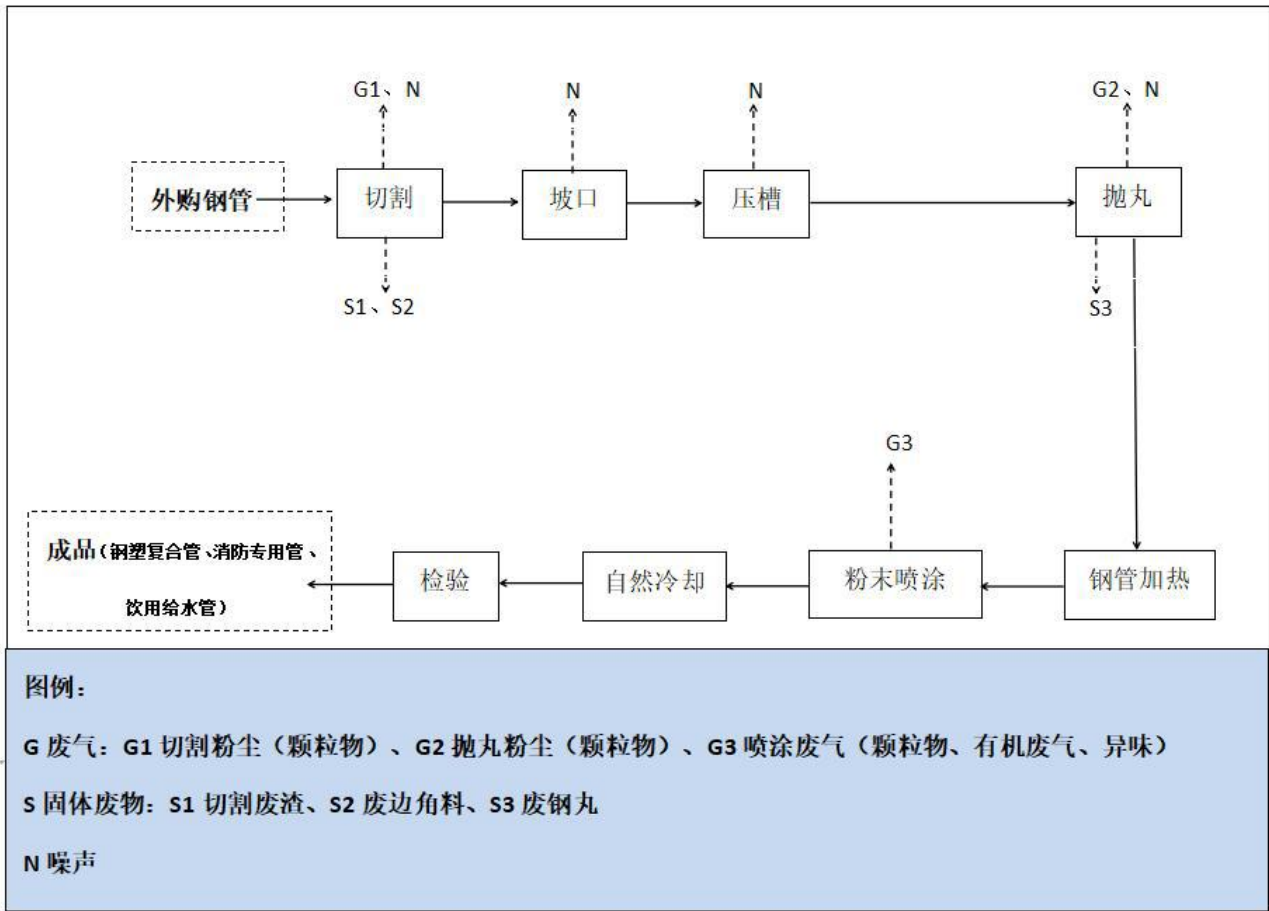 G1、N
N
N
G2、N
外购钢管
切割
坡口
压槽
抛丸
S1、S2
S3
G3
成品(钢塑复合管、消防专用管、
饮用给水管)
检验
自然冷却
粉末喷涂
钢管加热
图例：
G 废气：G1 切割粉尘（颗粒物）、G2 抛丸粉尘（颗粒物）、G3 喷涂废气（颗粒物、有机废气、异味）
S 固体废物：S1 切割废渣、S2 废边角料、S3 废钢丸
N 噪声